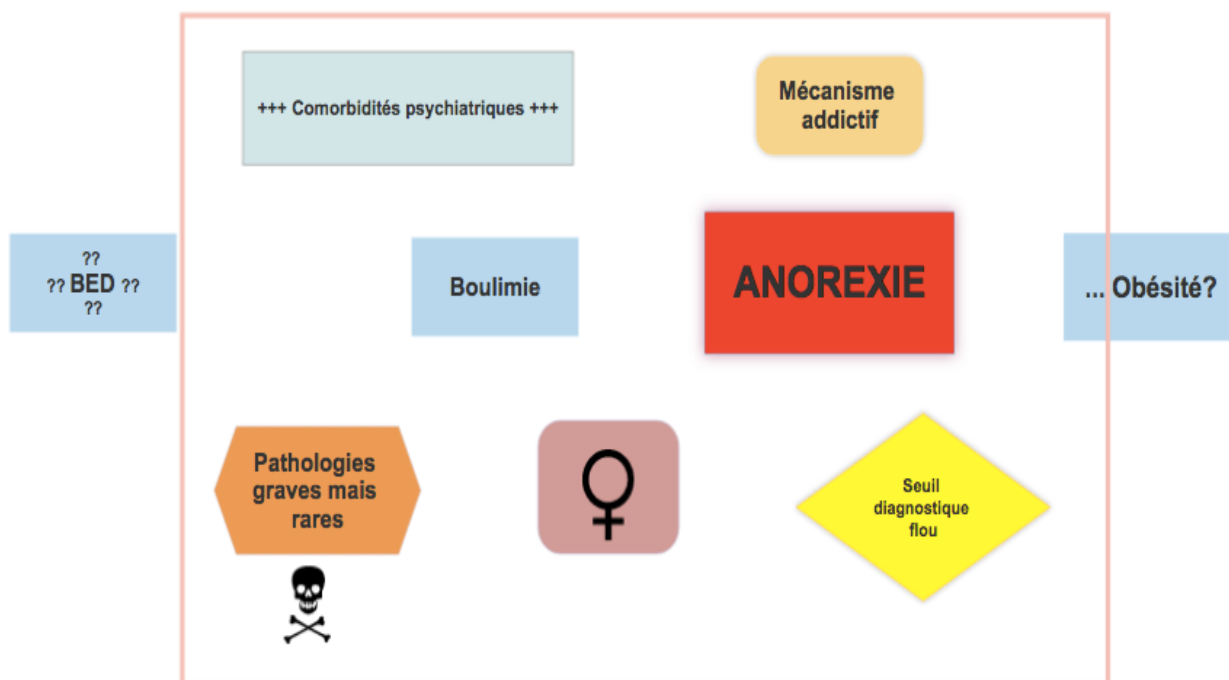 +++ Comorbidités psychiatriques +++
Mécanisme
addictif
??
?? BED ??
??
Boulimie
ANOREXIE
... Obésité?
Pathologies
graves mais
rares
Seuil
diagnostique
flou